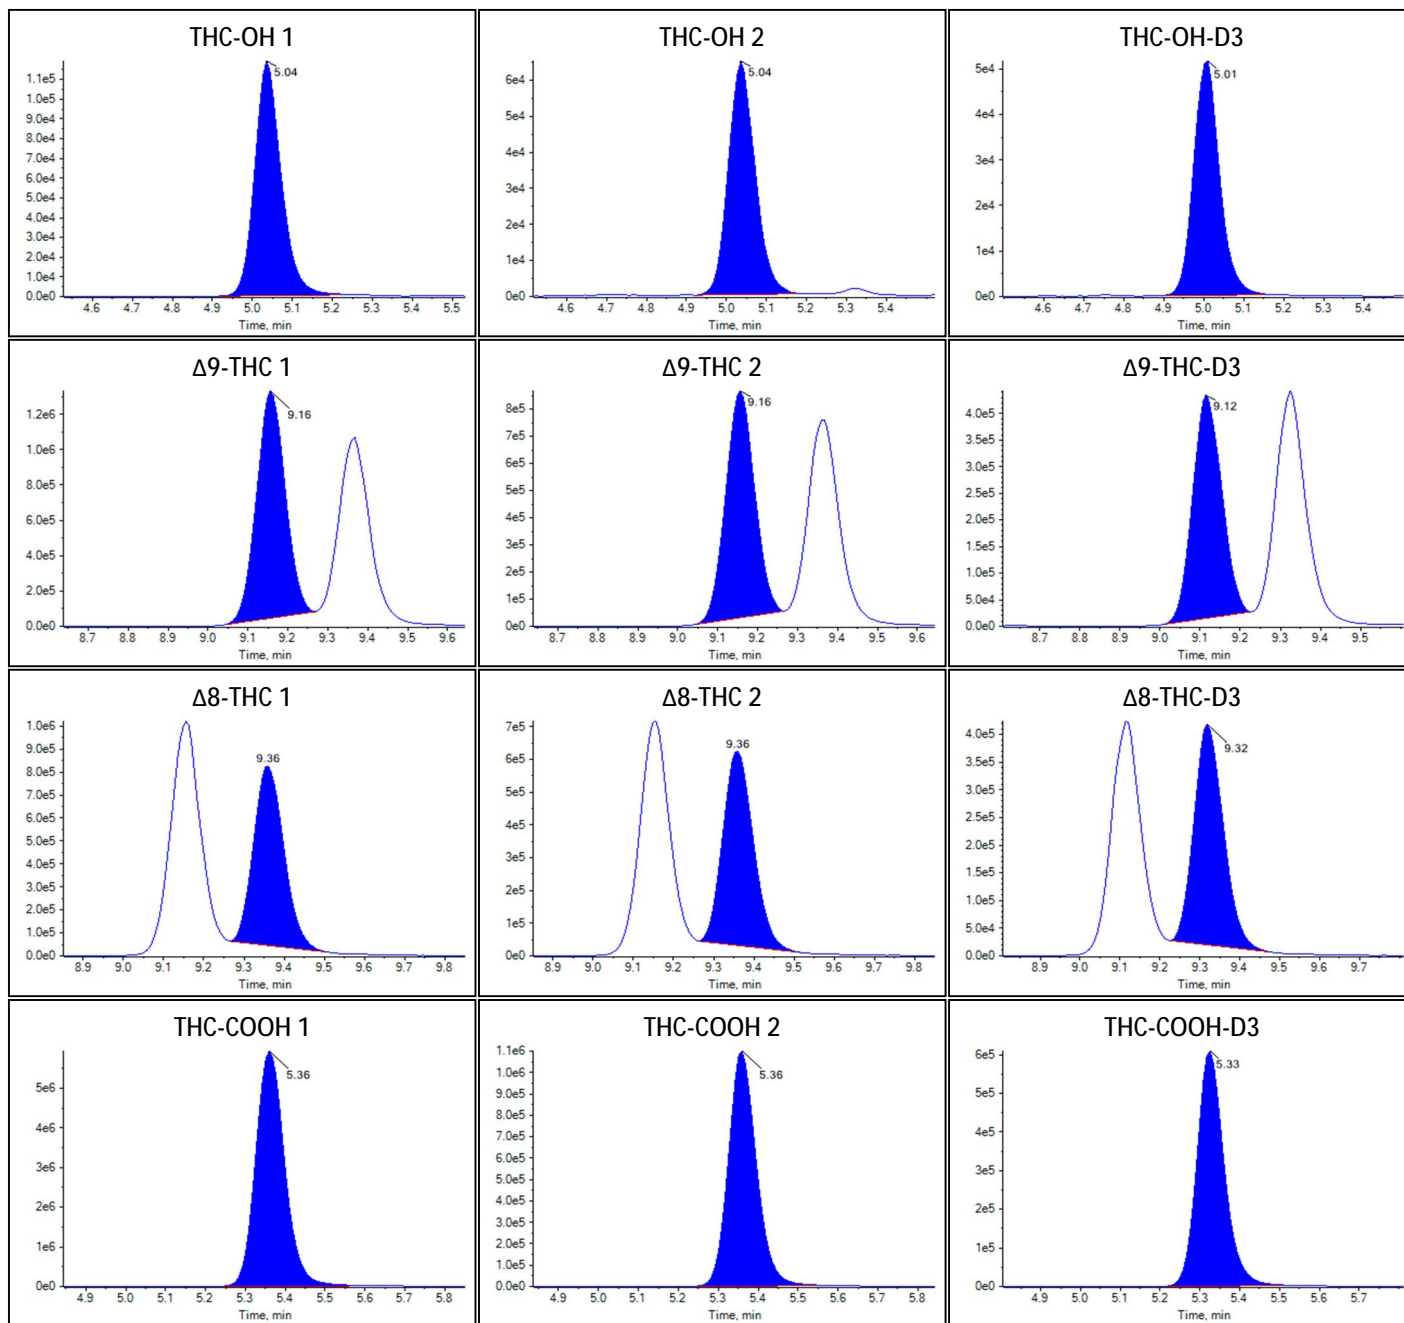 THC-OH 1
1.1e5
1.0e5
9.0e4
8.0e4
7.0e4
6.0e4
5.0e4
4.0e4
3.0e4
2.0e4
1.0e4
0.0e0
5.04
4.6 4.7 4.8 4.9 5.0 5.1 5.2 5.3 5.4 5.5
Time, min
THC-OH 2
6e4
5e4
4e4
3e4
2e4
1e4
0e0
5.04
4.6 4.7 4.8 4.9 5.0 5.1 5.2 5.3 5.4
Time, min
THC-OH-D3
5e4
4e4
3e4
2e4
1e4
0e0
5.01
4.6 4.7 4.8 4.9 5.0 5.1 5.2 5.3 5.4
Time, min
Δ9-THC 1
1.2e6
1.0e6
8.0e5
6.0e5
4.0e5
2.0e5
0.0e0
9.16
8.7 8.8 8.9 9.0 9.1 9.2 9.3 9.4 9.5 9.6
Time, min
Δ9-THC 2
8e5
7e5
6e5
5e5
4e5
3e5
2e5
1e5
0e0
9.16
8.7 8.8 8.9 9.0 9.1 9.2 9.3 9.4 9.5 9.6
Time, min
Δ9-THC-D3
4.0e5
3.5e5
3.0e5
2.5e5
2.0e5
1.5e5
1.0e5
5.0e4
0.0e0
9.12
8.7 8.8 8.9 9.0 9.1 9.2 9.3 9.4 9.5
Time, min
Δ8-THC 1
1.0e6
9.0e5
8.0e5
7.0e5
6.0e5
5.0e5
4.0e5
3.0e5
2.0e5
1.0e5
0.0e0
9.36
8.9 9.0 9.1 9.2 9.3 9.4 9.5 9.6 9.7 9.8
Time, min
Δ8-THC 2
7e5
6e5
5e5
4e5
3e5
2e5
1e5
0e0
9.36
8.9 9.0 9.1 9.2 9.3 9.4 9.5 9.6 9.7 9.8
Time, min
Δ8-THC-D3
4.0e5
3.5e5
3.0e5
2.5e5
2.0e5
1.5e5
1.0e5
5.0e4
0.0e0
9.32
8.9 9.0 9.1 9.2 9.3 9.4 9.5 9.6 9.7
Time, min
THC-COOH 1
5e6
4e6
3e6
2e6
1e6
0e0
5.36
4.9 5.0 5.1 5.2 5.3 5.4 5.5 5.6 5.7 5.8
Time, min
THC-COOH 2
1.1e6
1.0e6
9.0e5
8.0e5
7.0e5
6.0e5
5.0e5
4.0e5
3.0e5
2.0e5
1.0e5
0.0e0
5.36
4.9 5.0 5.1 5.2 5.3 5.4 5.5 5.6 5.7 5.8
Time, min
THC-COOH-D3
6e5
5e5
4e5
3e5
2e5
1e5
0e0
5.33
4.9 5.0 5.1 5.2 5.3 5.4 5.5 5.6 5.7
Time, min